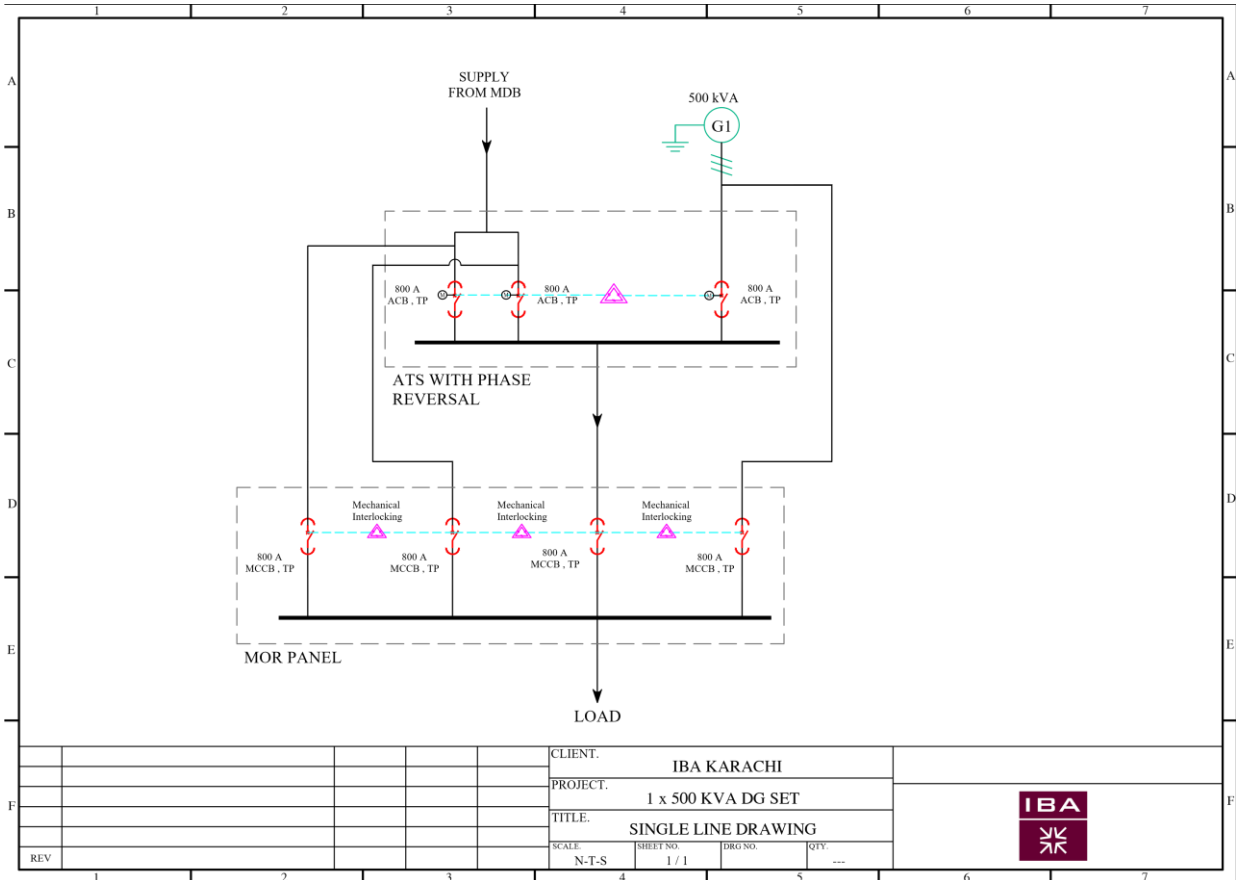 1 2 3 4 5 6 7
A A
SUPPLY
FROM MDB
500 kVA
G1
B B
800 A
ACB , TP
M
M
800 A
ACB , TP
M
800 A
ACB , TP
C C
ATS WITH PHASE
REVERSAL
D D
Mechanical
Interlocking
Mechanical
Interlocking
Mechanical
Interlocking
800 A
MCCB , TP
800 A
MCCB , TP
800 A
MCCB , TP
800 A
MCCB , TP
E E
MOR PANEL
LOAD
CLIENT.
IBA KARACHI
PROJECT.
1 x 500 KVA DG SET
TITLE.
SINGLE LINE DRAWING
F F
IBA
REV
SCALE.
N-T-S
SHEET NO.
1 / 1
DRG NO.
QTY.
---
1 2 3 4 5 6 7